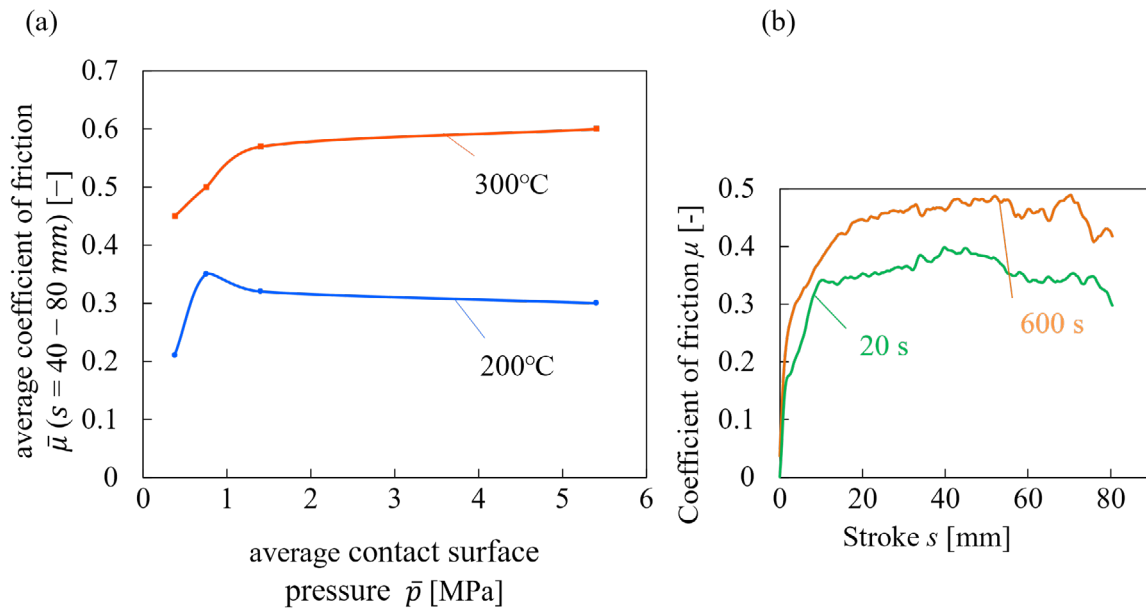 (a)
0.7
0.6
0.5
0.4
0.3
0.2
0.1
0
0 1 2 3 4 5 6
average coefficient of friction
μ̄ (s = 40 − 80 mm) [−]
300°C
200°C
average contact surface
pressure p̄ [MPa]
(b)
0.5
0.4
0.3
0.2
0.1
0
0 20 40 60 80
Coefficient of friction μ [-]
600 s
20 s
Stroke s [mm]